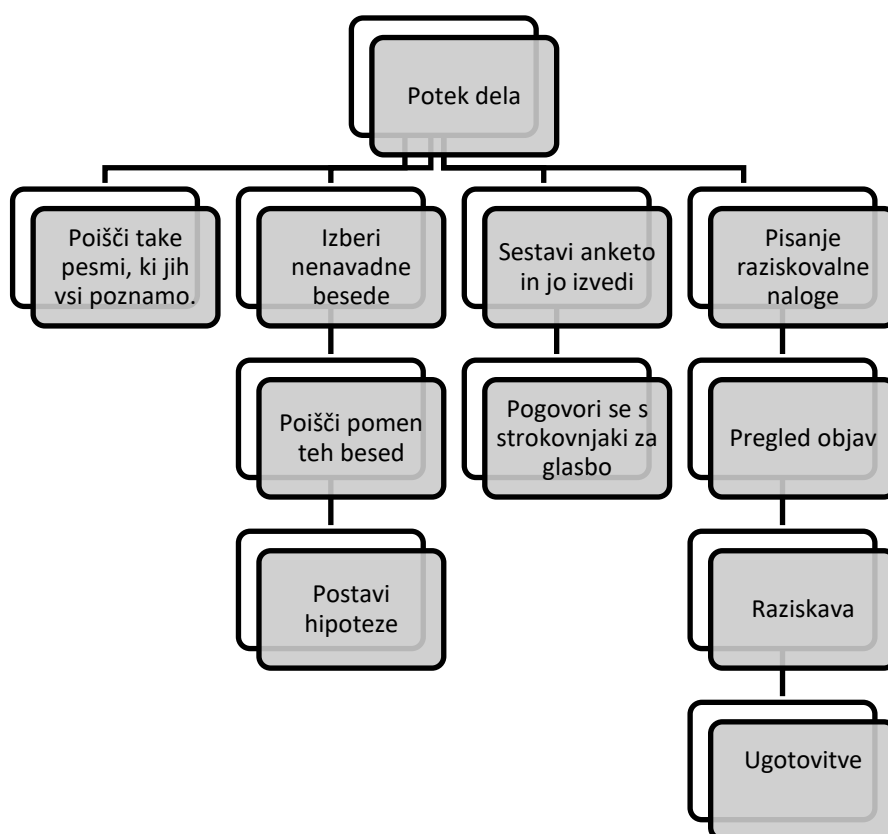 Potek dela
Poišči take
pesmi, ki jih
vsi poznamo.
Izberi
nenavadne
besede
Sestavi anketo
in jo izvedi
Pisanje
raziskovalne
naloge
Poišči pomen
teh besed
Pogovori se s
strokovnjaki za
glasbo
Pregled objav
Postavi
hipoteze
Raziskava
Ugotovitve